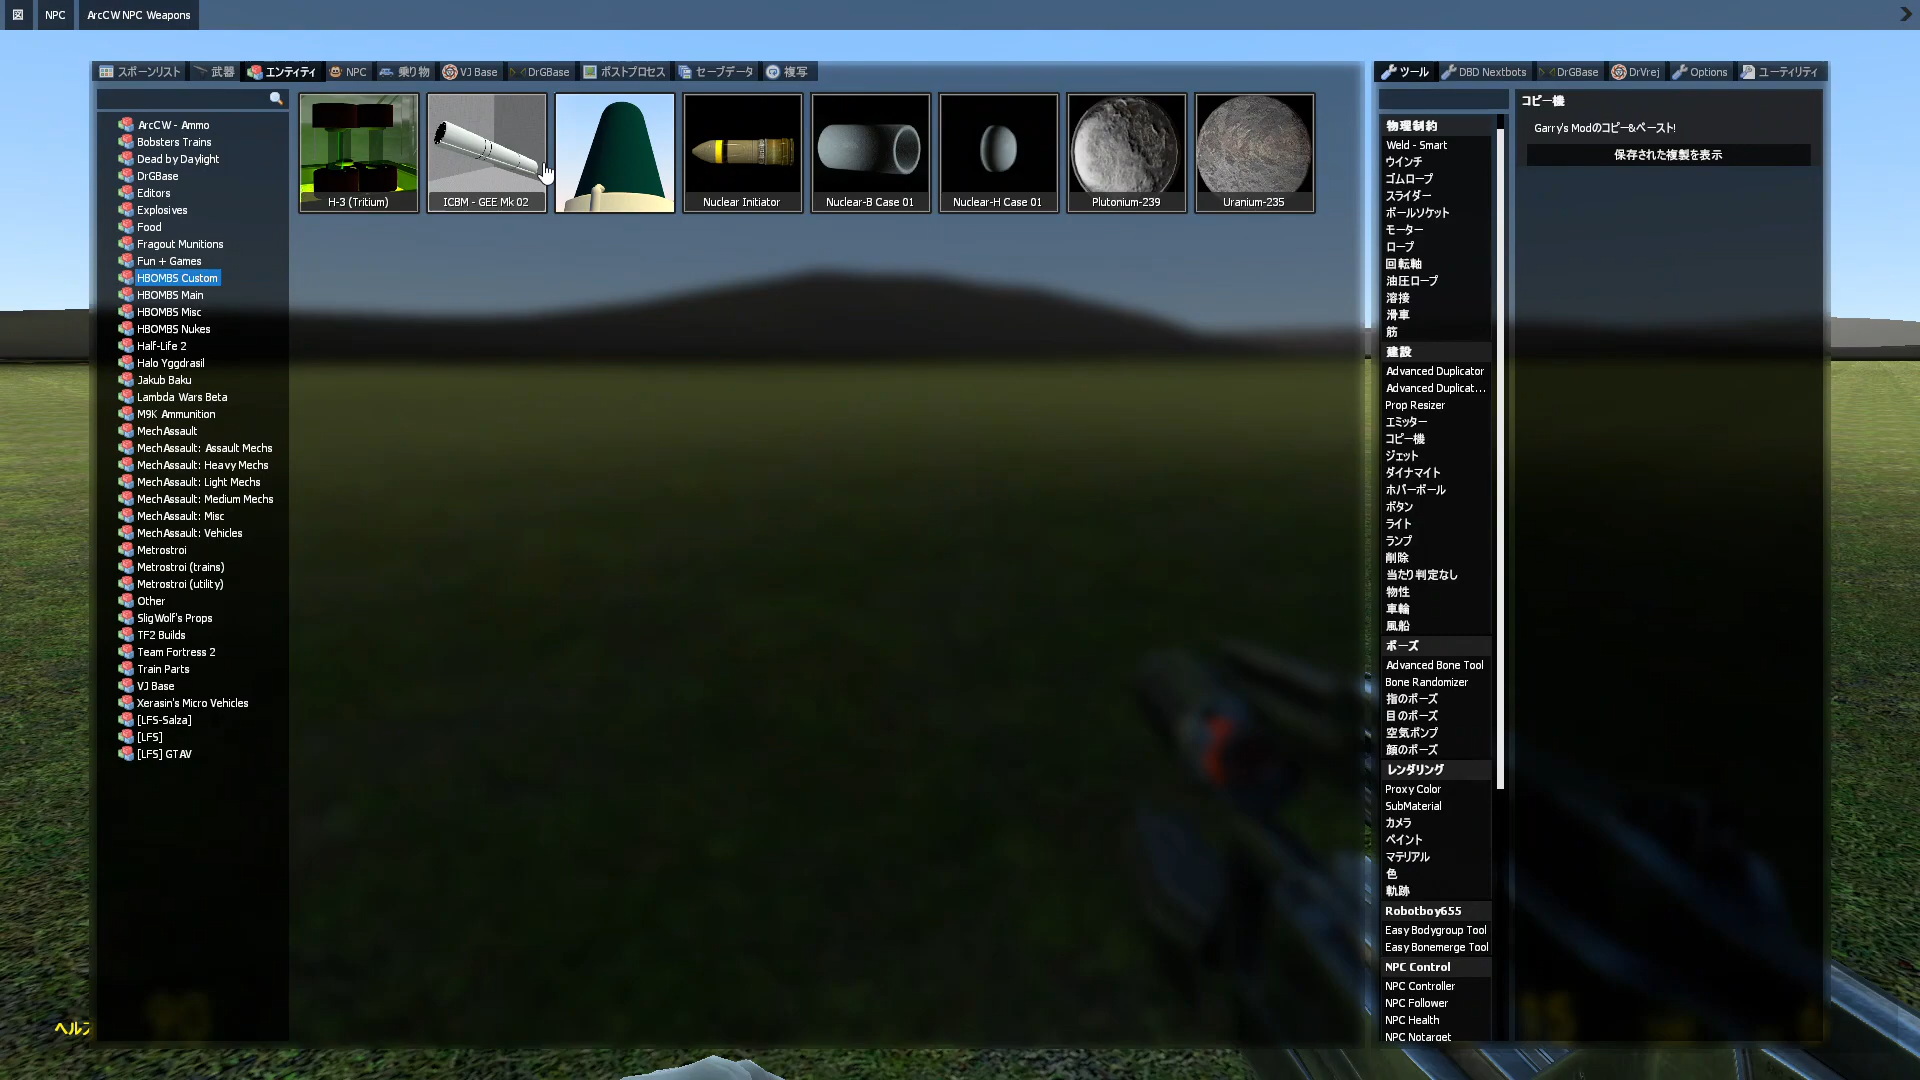 図 NPC ArcCW NPC Weapons
スポーンリスト 武器 エンティティ NPC 乗り物 VJ Base DrGBase ポストプロセス セーブデータ 複写
ArcCW - Ammo
Bobsters Trains
Dead by Daylight
DrGBase
Editors
Explosives
Food
Fragout Munitions
Fun + Games
HBOMBS Custom
HBOMBS Main
HBOMBS Misc
HBOMBS Nukes
Half-Life 2
Halo Yggdrasil
Jakub Baku
Lambda Wars Beta
M9K Ammunition
MechAssault
MechAssault: Assault Mechs
MechAssault: Heavy Mechs
MechAssault: Light Mechs
MechAssault: Medium Mechs
MechAssault: Misc
MechAssault: Vehicles
Metrostroi
Metrostroi (trains)
Metrostroi (utility)
Other
SligWolf's Props
TF2 Builds
Team Fortress 2
Train Parts
VJ Base
Xerasin's Micro Vehicles
[LFS-Salza]
[LFS]
[LFS] GTAV
H-3 (Tritium)
ICBM - GEE Mk 02
Nuclear Initiator
Nuclear-B Case 01
Nuclear-H Case 01
Plutonium-239
Uranium-235
ツール DBD Nextbots DrGBase DrVrej Options ユーティリティ
物理制約
Weld - Smart
ウインチ
ゴムロープ
スライダー
ボールソケット
モーター
ロープ
回転軸
油圧ロープ
溶接
滑車
筋
建設
Advanced Duplicator
Advanced Duplicat...
Prop Resizer
エミッター
コピー機
ジェット
ダイナマイト
ホバーボール
ボタン
ライト
ランプ
削除
当たり判定なし
物性
車輪
風船
ポーズ
Advanced Bone Tool
Bone Randomizer
指のポーズ
目のポーズ
空気ポンプ
顔のポーズ
レンダリング
Proxy Color
SubMaterial
カメラ
ペイント
マテリアル
色
軌跡
Robotboy655
Easy Bodygroup Tool
Easy Bonemerge Tool
NPC Control
NPC Controller
NPC Follower
NPC Health
NPC Notarget
コピー機
Garry's Modのコピー&ペースト!
保存された複製を表示
ヘルス